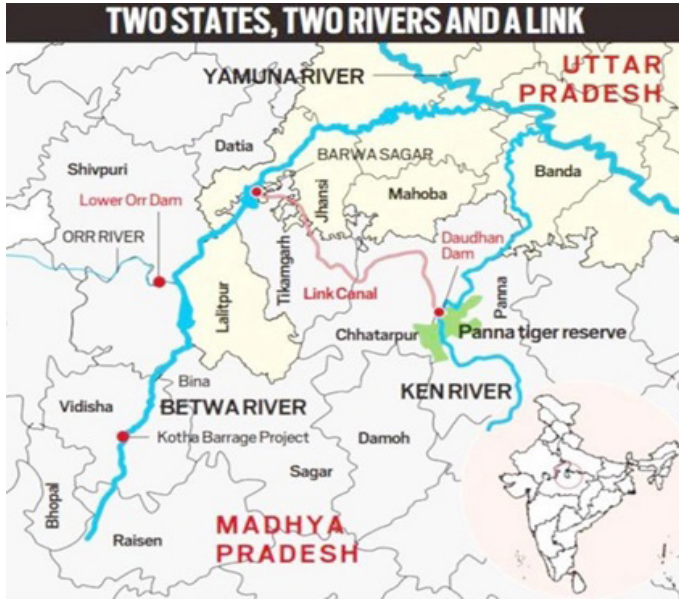 TWO STATES, TWO RIVERS AND A LINK
YAMUNA RIVER
UTTAR
PRADESH
Datia
BARWA SAGAR
Banda
Shivpuri
Jhansi
Mahoba
Lower Orr Dam
Daudhan
Dam
ORR RIVER
Tikamgarh
Link Canal
Panna
Lalitpur
Chhatarpur
Panna tiger reserve
Bina
Vidisha
BETWA RIVER
KEN RIVER
Kotha Barrage Project
Damoh
Sagar
Bhopal
Raisen
MADHYA
PRADESH